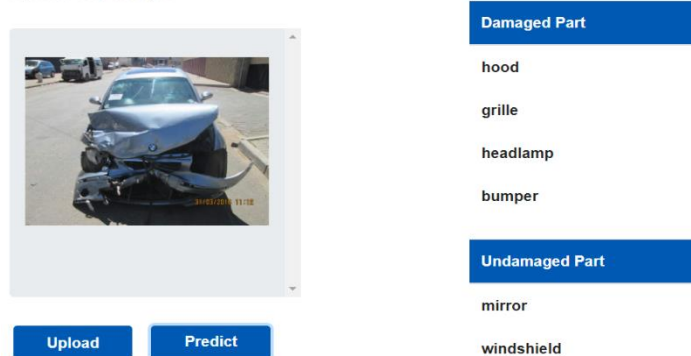 Damaged Part
hood
grille
headlamp
bumper
Undamaged Part
mirror
windshield
Upload
Predict